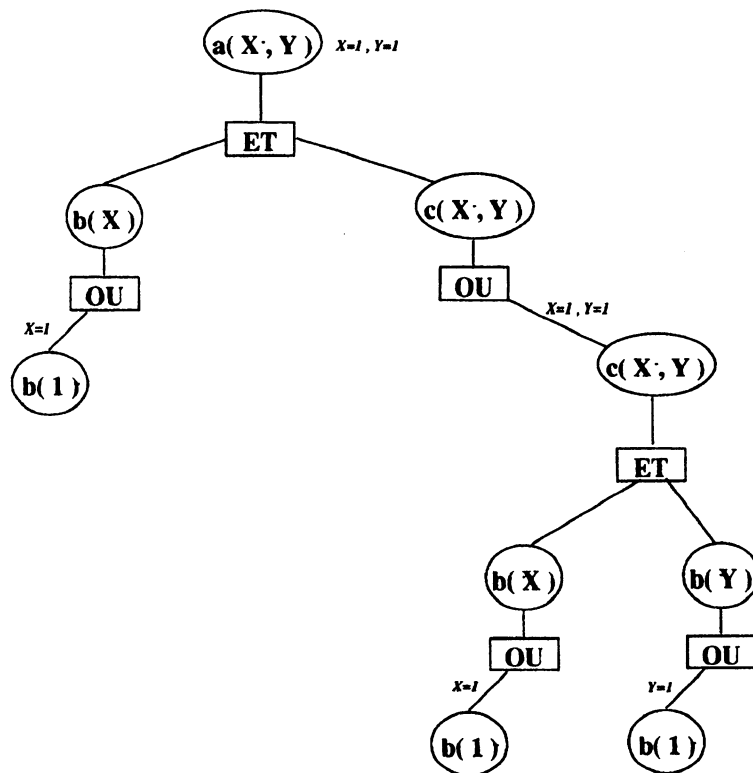 a( X , Y ) X=1 , Y=1
ET
b( X ) c( X , Y )
OU OU
X=1 X=1 , Y=1
b( 1 ) c( X , Y )
ET
b( X ) b( Y )
OU OU
X=1 Y=1
b( 1 ) b( 1 )